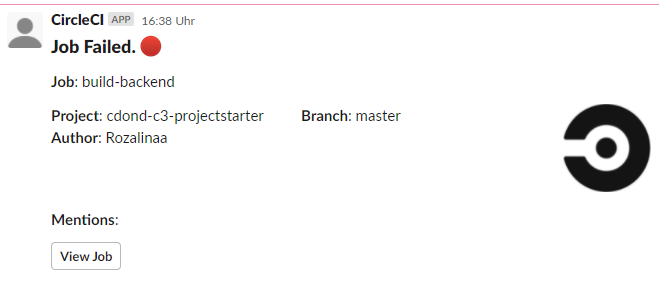 CircleCI APP 16:38 Uhr
Job Failed.
Job: build-backend
Project: cdond-c3-projectstarter Branch: master
Author: Rozalinaa
Mentions:
View Job